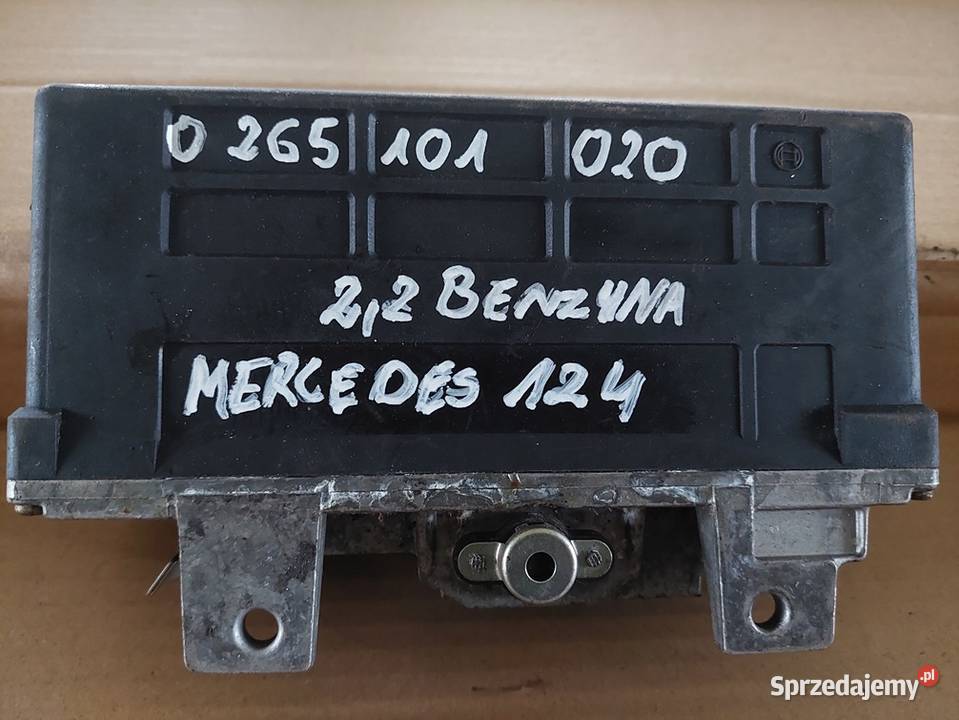 0 265 101 020
2,2 BENZYNA
MERCEDES 124
Sprzedajemy.pl